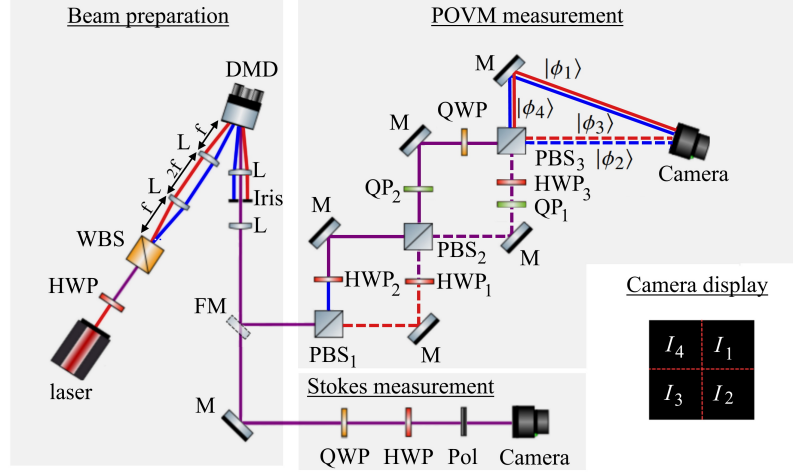 Beam preparation
POVM measurement
DMD
f
L
2f
L
f
L
Iris
L
WBS
HWP
laser
FM
M
M
|ϕ₁⟩
|ϕ₄⟩
|ϕ₃⟩
|ϕ₂⟩
QWP
M
PBS₃
Camera
HWP₃
QP₂
QP₁
M
PBS₂
M
HWP₂
HWP₁
PBS₁
M
Camera display
I₄ I₁
I₃ I₂
Stokes measurement
QWP HWP Pol Camera